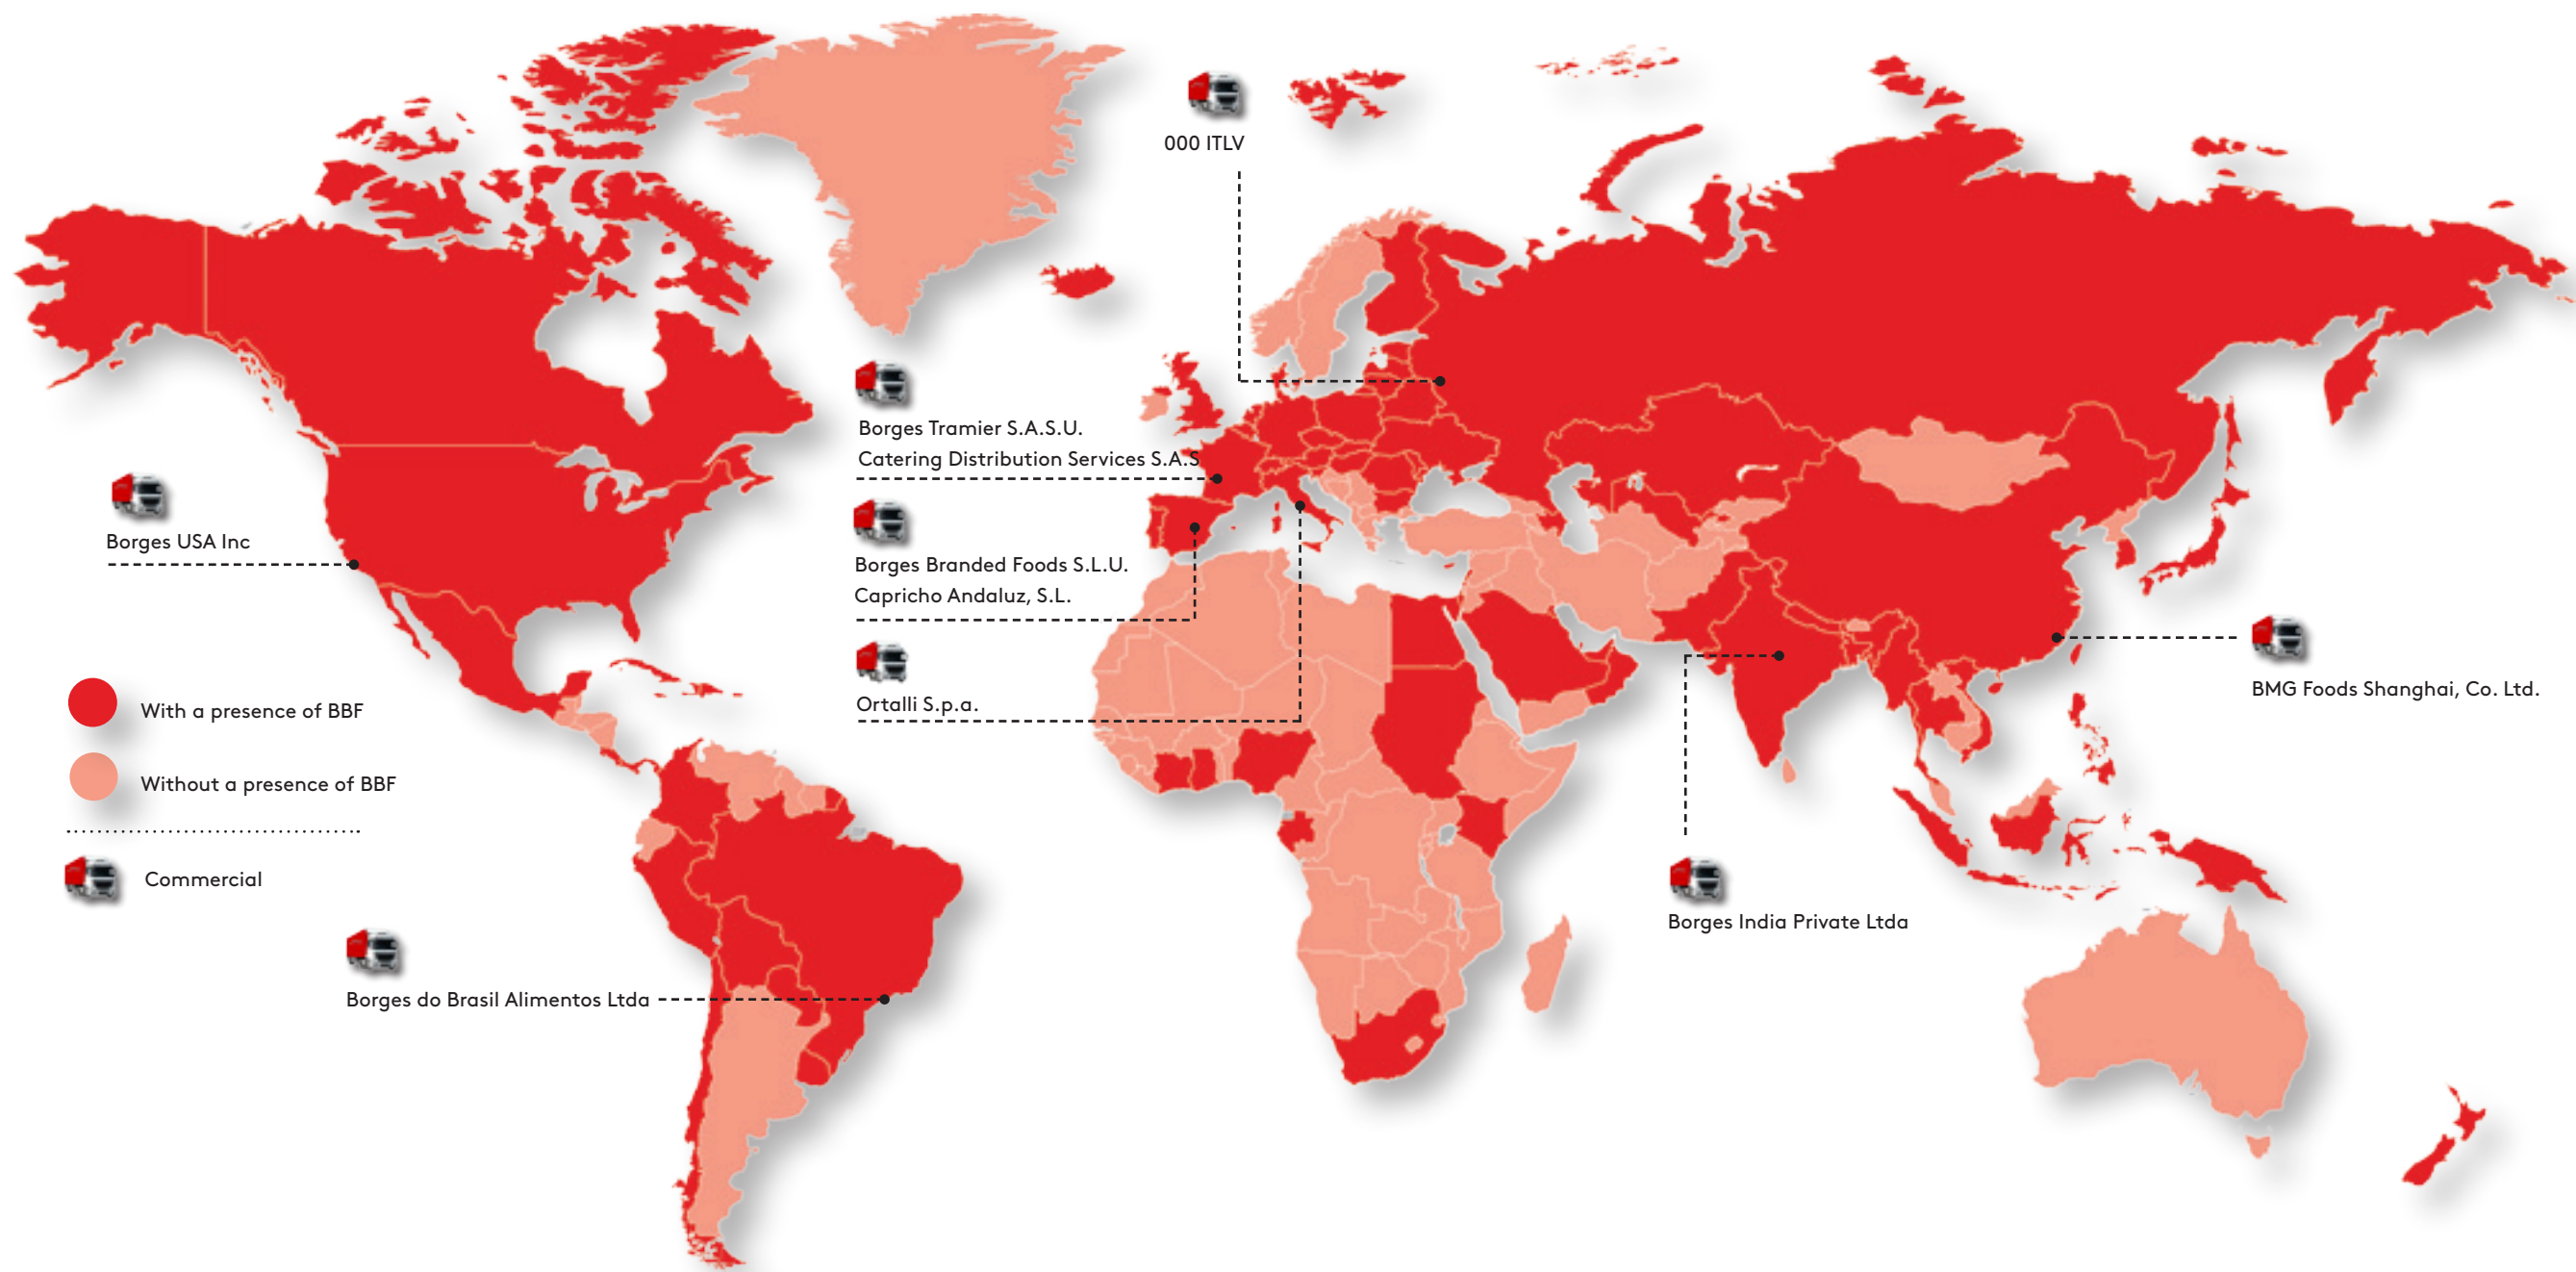 000 ITLV
Borges Tramier S.A.S.U.
Catering Distribution Services S.A.S
Borges USA Inc
Borges Branded Foods S.L.U.
Capricho Andaluz, S.L.
Ortalli S.p.a.
BMG Foods Shanghai, Co. Ltd.
With a presence of BBF
Without a presence of BBF
Commercial
Borges India Private Ltda
Borges do Brasil Alimentos Ltda